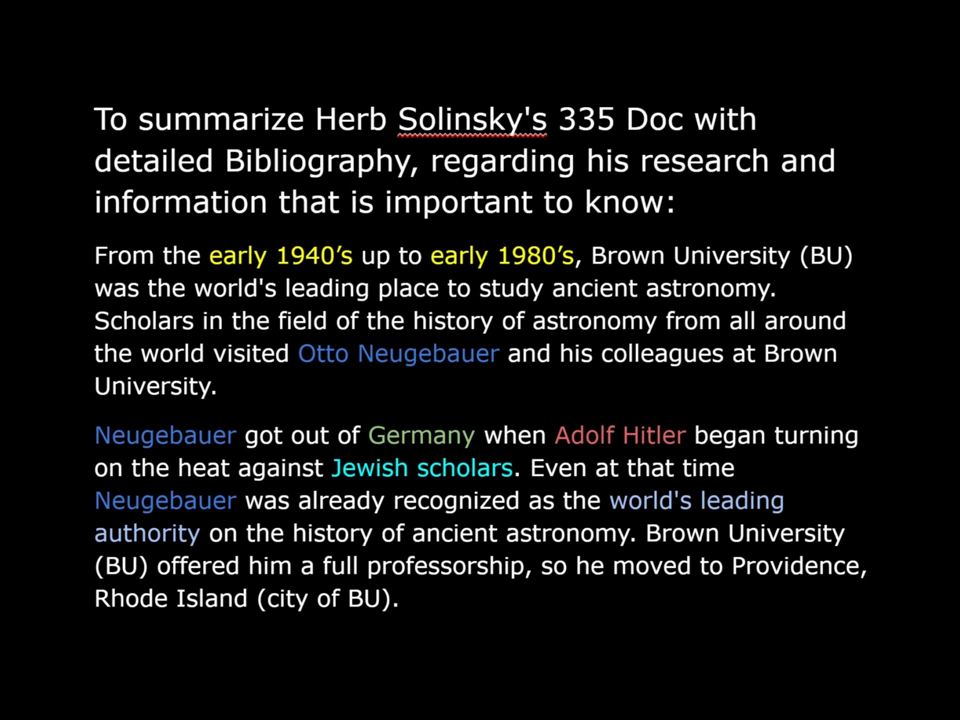 To summarize Herb Solinsky's 335 Doc with
detailed Bibliography, regarding his research and
information that is important to know:
From the early 1940’s up to early 1980’s, Brown University (BU)
was the world's leading place to study ancient astronomy.
Scholars in the field of the history of astronomy from all around
the world visited Otto Neugebauer and his colleagues at Brown
University.
Neugebauer got out of Germany when Adolf Hitler began turning
on the heat against Jewish scholars. Even at that time
Neugebauer was already recognized as the world's leading
authority on the history of ancient astronomy. Brown University
(BU) offered him a full professorship, so he moved to Providence,
Rhode Island (city of BU).